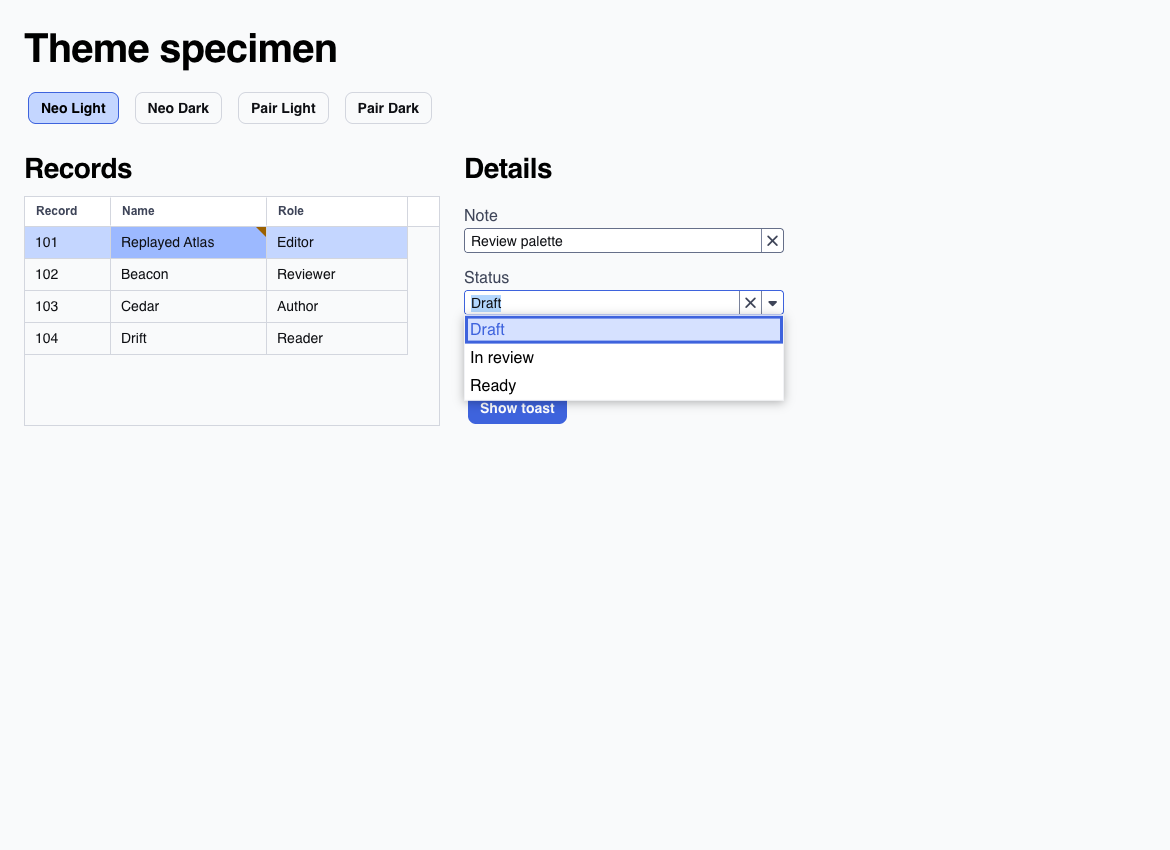 Theme specimen
Neo Light Neo Dark Pair Light Pair Dark
Records
Record Name Role
101 Replayed Atlas Editor
102 Beacon Reviewer
103 Cedar Author
104 Drift Reader
Details
Note
Review palette
Status
Draft
Draft
In review
Ready
Show toast